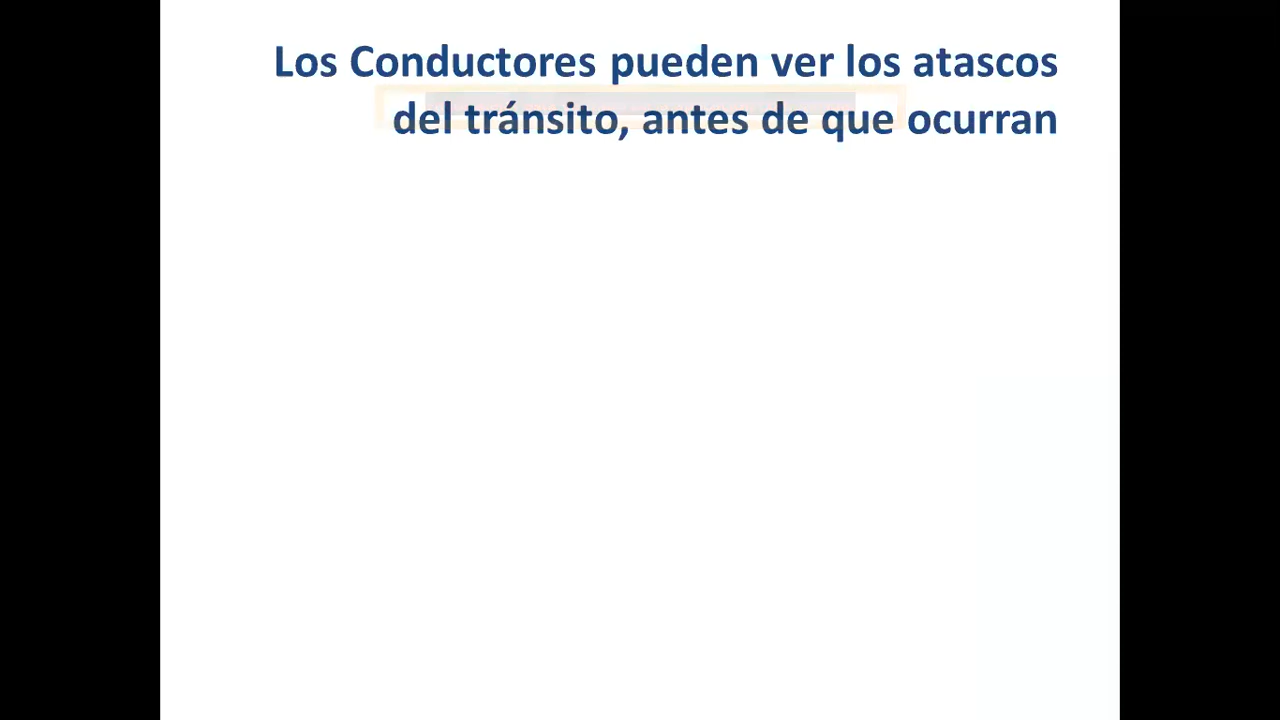 Los Conductores pueden ver los atascos
del tránsito, antes de que ocurran